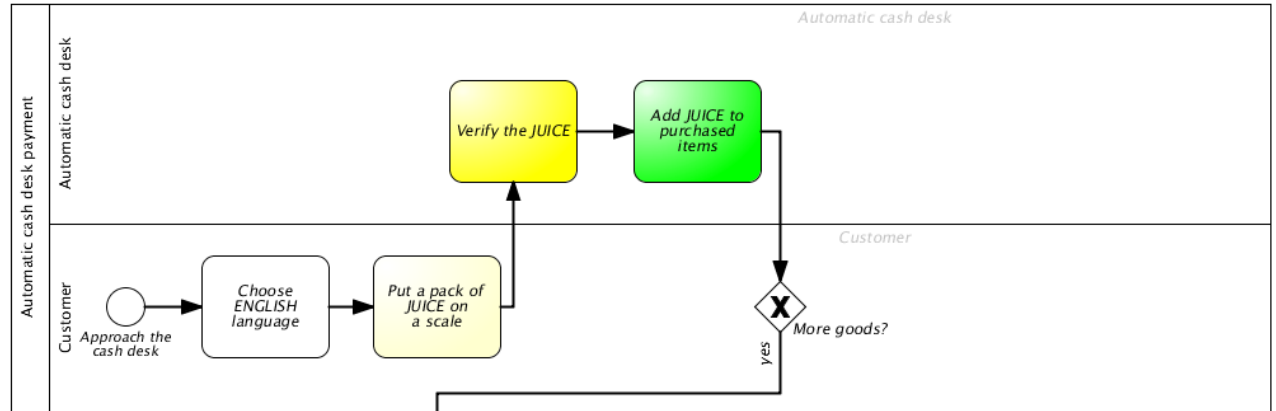 Automatic cash desk payment
Automatic cash desk
Automatic cash desk
Verify the JUICE
Add JUICE to
purchased
items
Customer
Customer
Approach the
cash desk
Choose
ENGLISH
language
Put a pack of
JUICE on
a scale
X
More goods?
yes